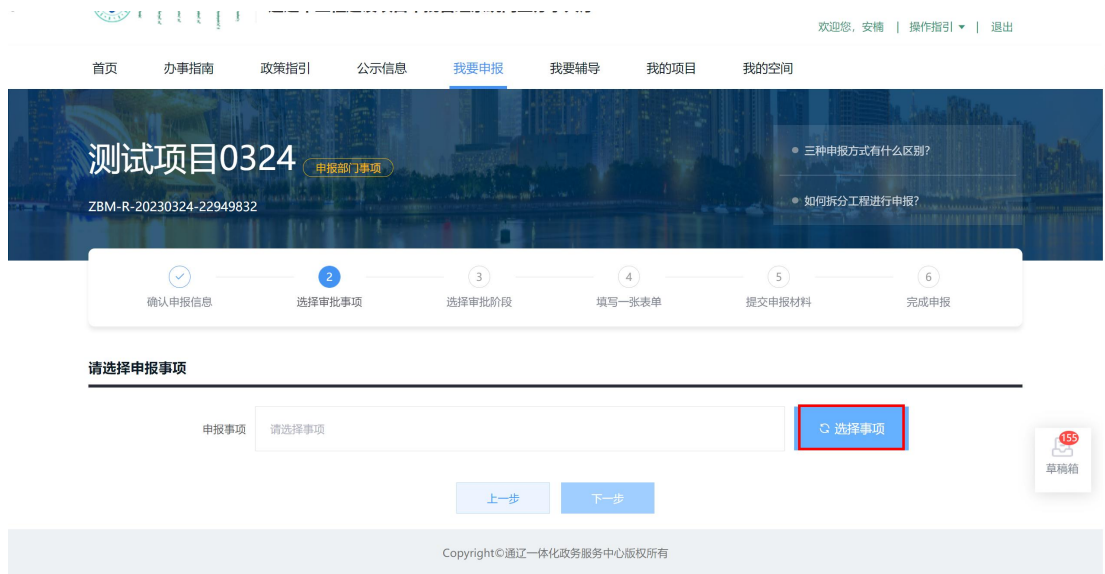 欢迎您，安楠 | 操作指引 | 退出
首页 办事指南 政策指引 公示信息 我要申报 我要辅导 我的项目 我的空间
测试项目0324 申报部门事项
ZBM-R-20230324-22949832
三种申报方式有什么区别?
如何拆分工程进行申报?
2 3 4 5 6
确认申报信息 选择审批事项 选择审批阶段 填写一张表单 提交申报材料 完成申报
请选择申报事项
申报事项 请选择事项 选择事项
155
草稿箱
上一步 下一步
Copyright©通辽一体化政务服务中心版权所有